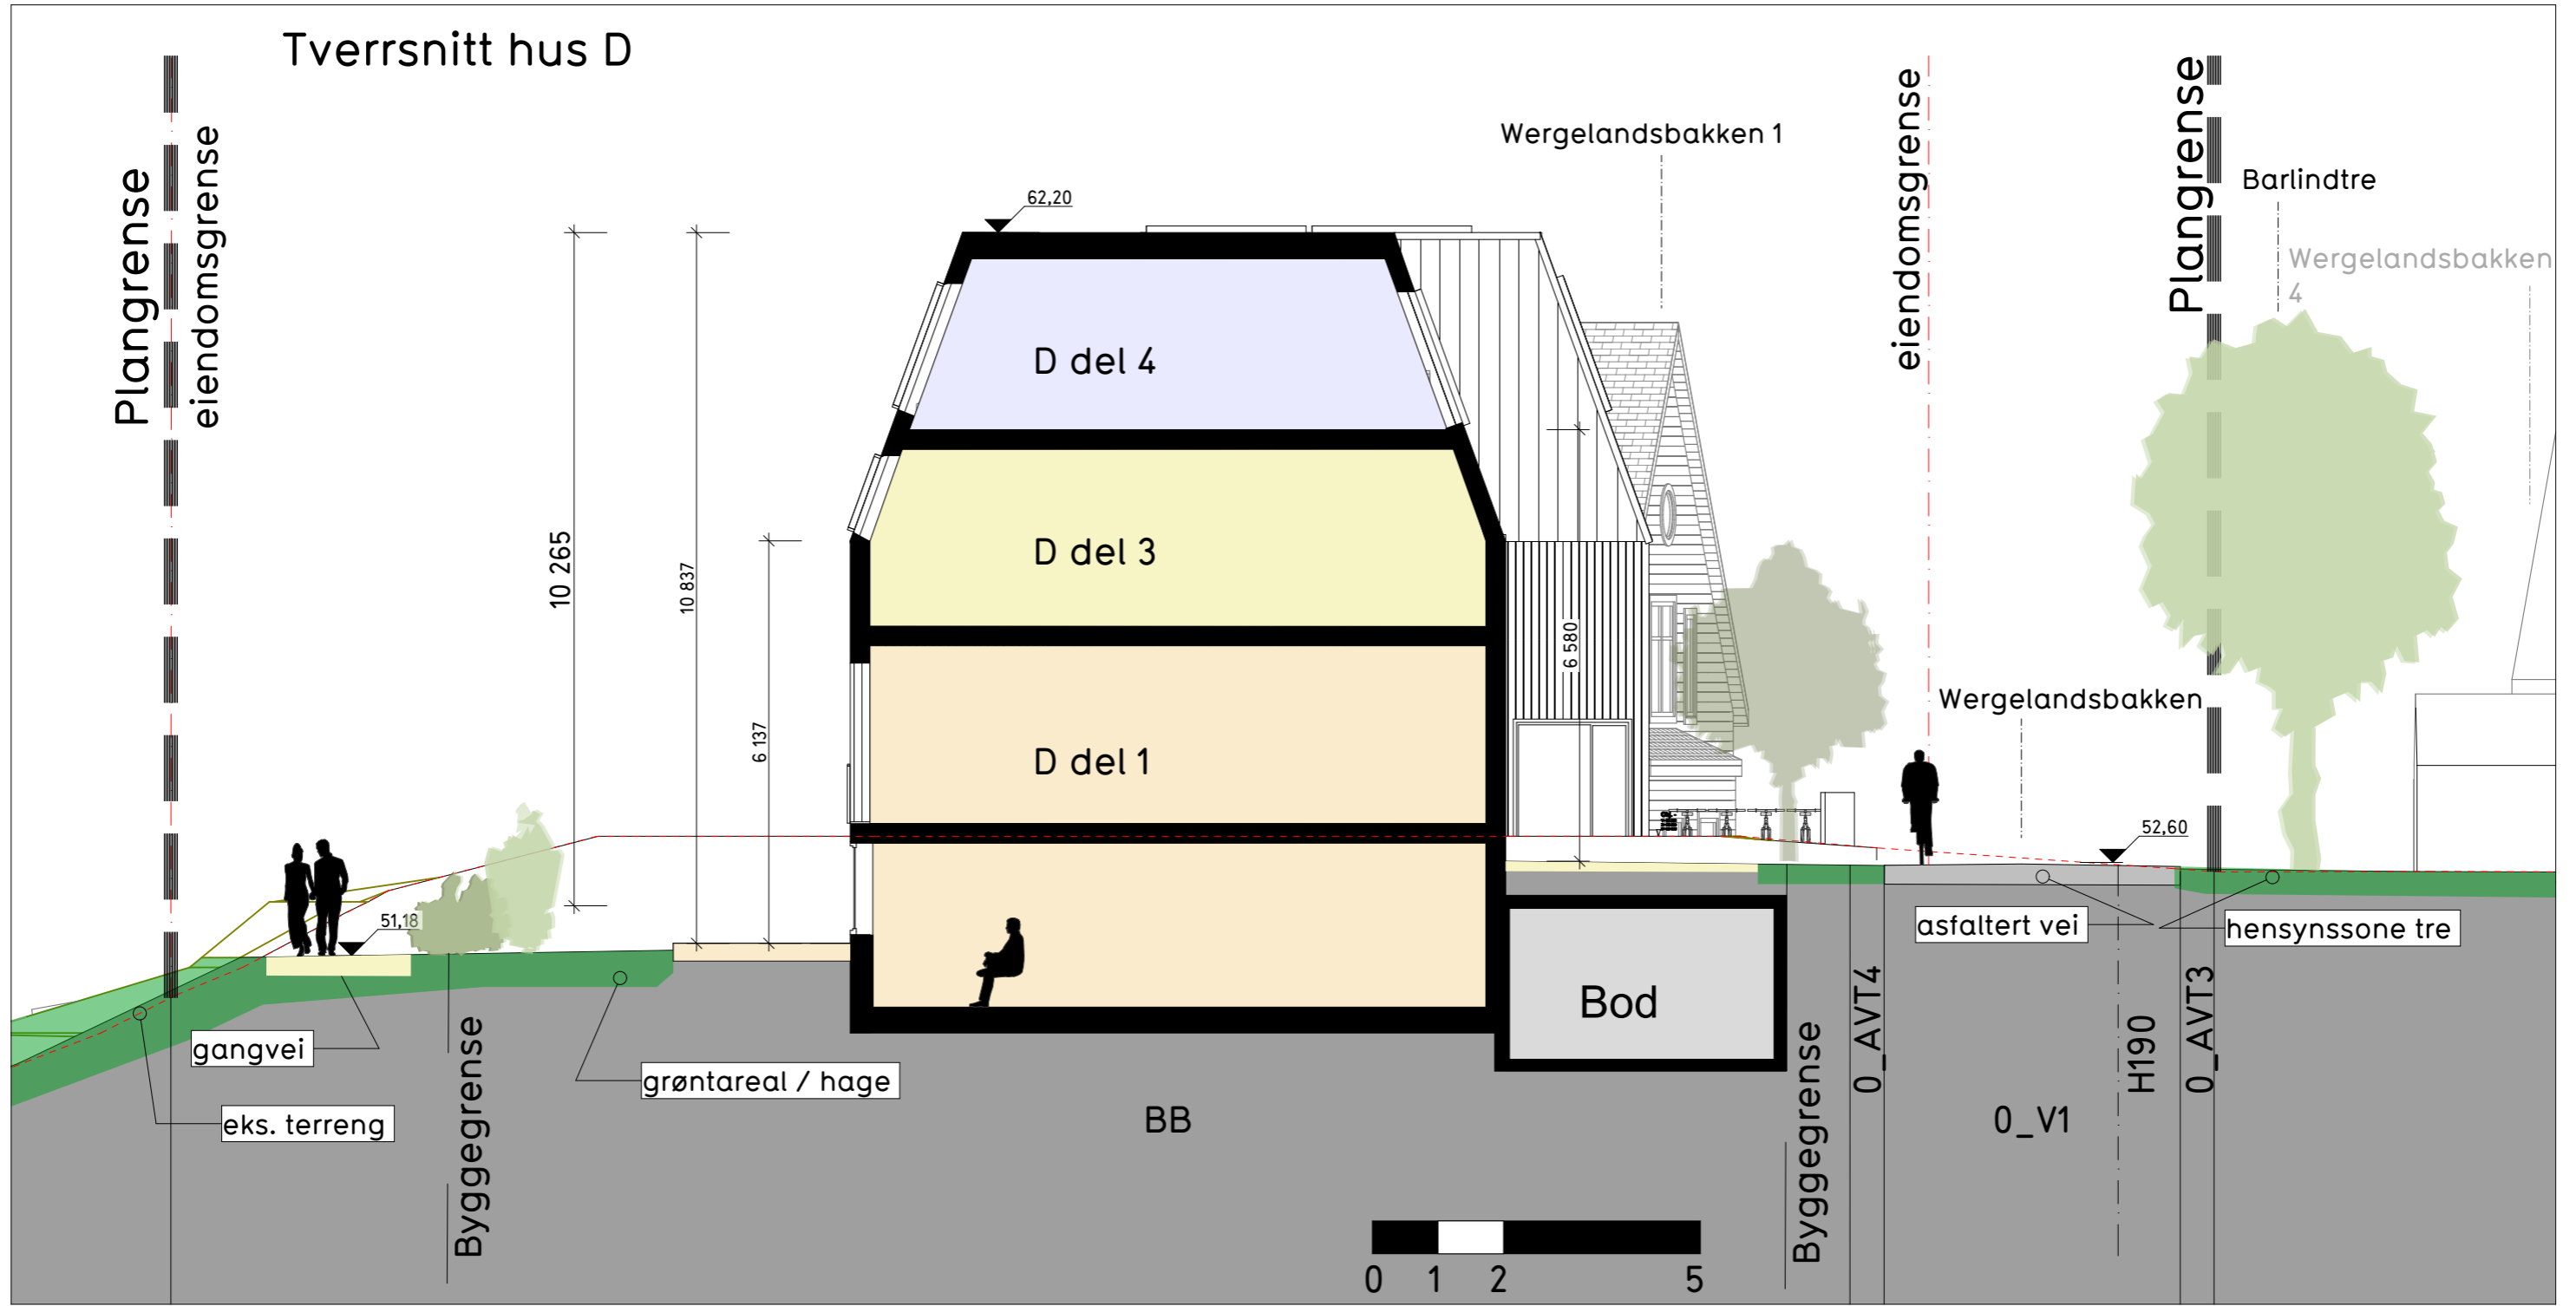 Tverrsnitt hus D
Plangrense
eiendomsgrense
Wergelandsbakken 1
eiendomsgrense
Plangrense
Barlindtre
Wergelandsbakken
4
62,20
10 265
10 837
6 137
6 580
D del 4
D del 3
D del 1
Wergelandsbakken
52,60
51,18
asfaltert vei
hensynssone tre
gangvei
grøntareal / hage
eks. terreng
Byggegrense
Bod
BB
Byggegrense
0_AVT4
0_V1
H190
0_AVT3
0 1 2 5